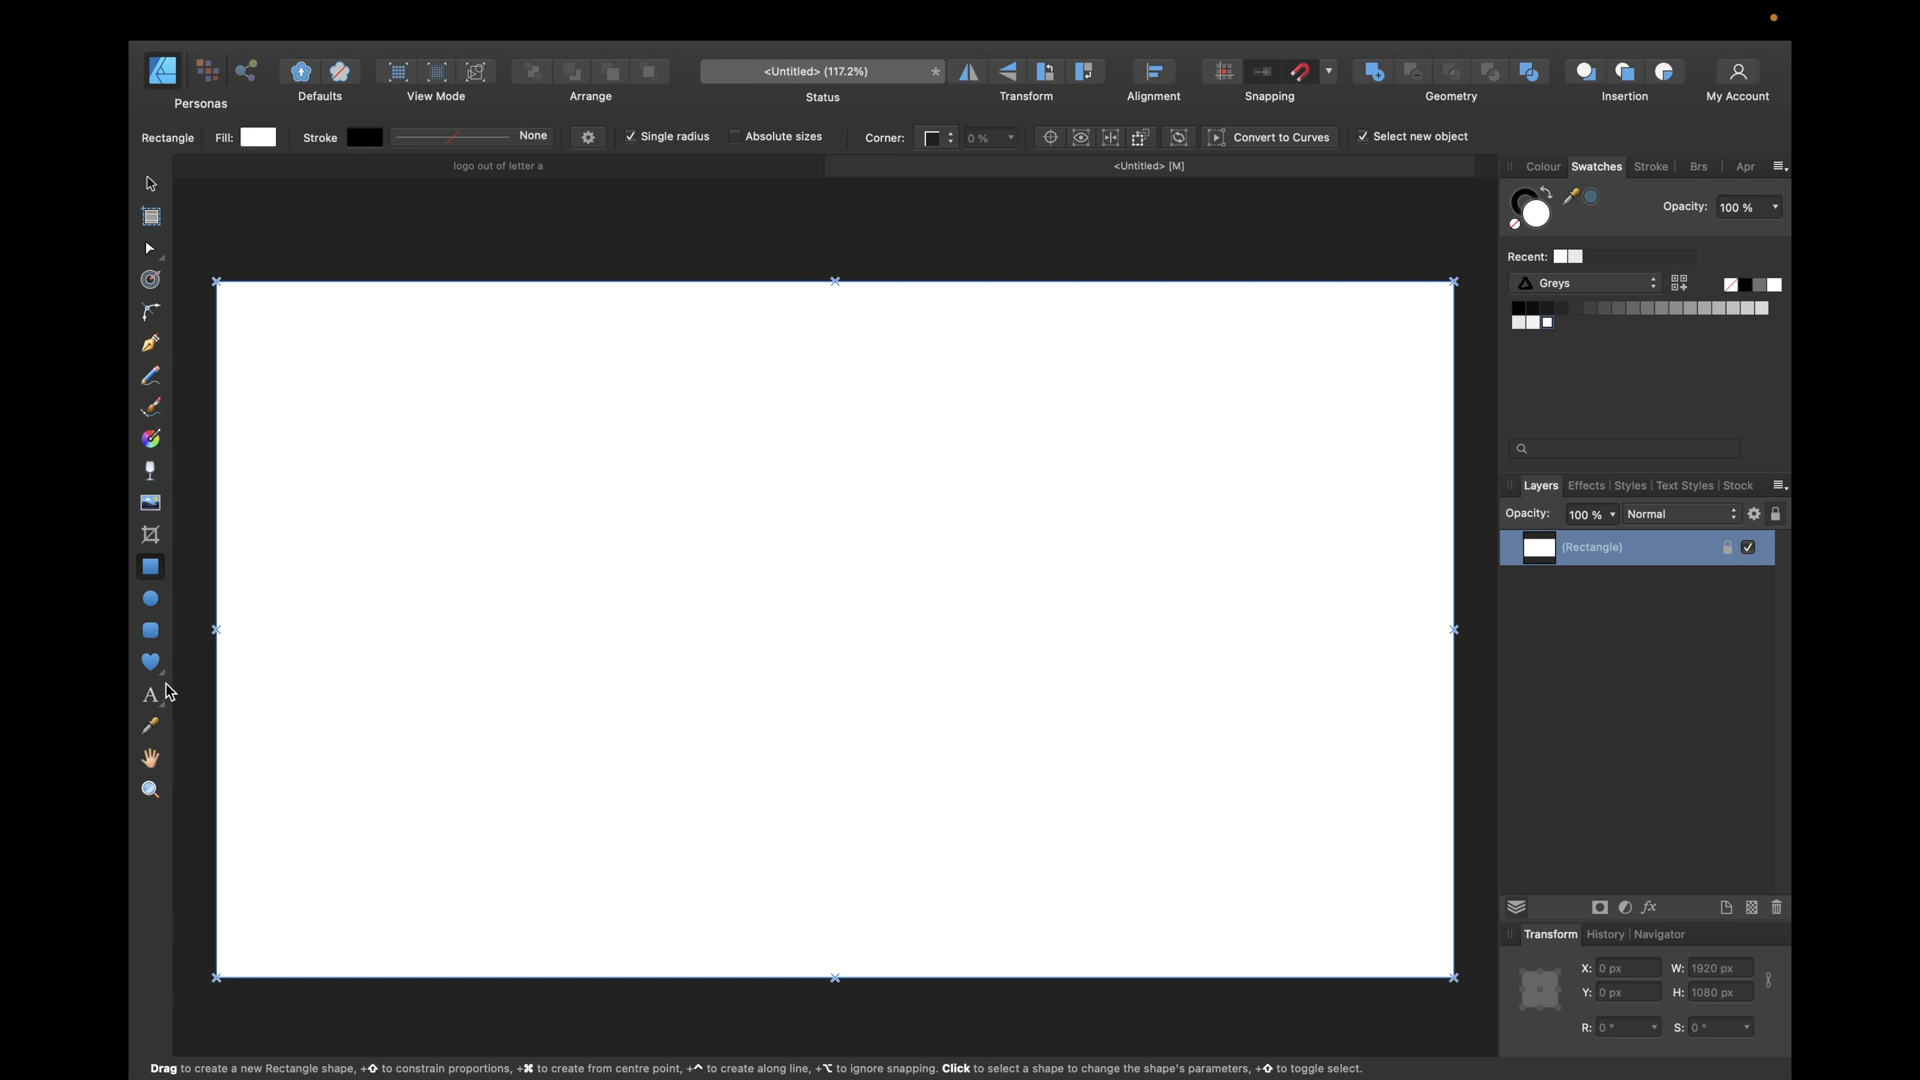 <Untitled> (117.2%)
*
Personas
Defaults
View Mode
Arrange
Status
Transform
Alignment
Snapping
Geometry
Insertion
My Account
Rectangle
Fill:
Stroke
None
Single radius
Absolute sizes
Corner:
0 %
Convert to Curves
Select new object
logo out of letter a
<Untitled> [M]
Colour
Swatches
Stroke
Brs
Apr
Opacity:
100 %
Recent:
Greys
Layers
Effects
Styles
Text Styles
Stock
Opacity:
100 %
Normal
(Rectangle)
fx
Transform
History
Navigator
X: 0 px
W: 1920 px
Y: 0 px
H: 1080 px
R: 0 °
S: 0 °
A
Drag to create a new Rectangle shape, +⇧ to constrain proportions, +⌘ to create from centre point, +⌃ to create along line, +⌥ to ignore snapping. Click to select a shape to change the shape's parameters, +⇧ to toggle select.